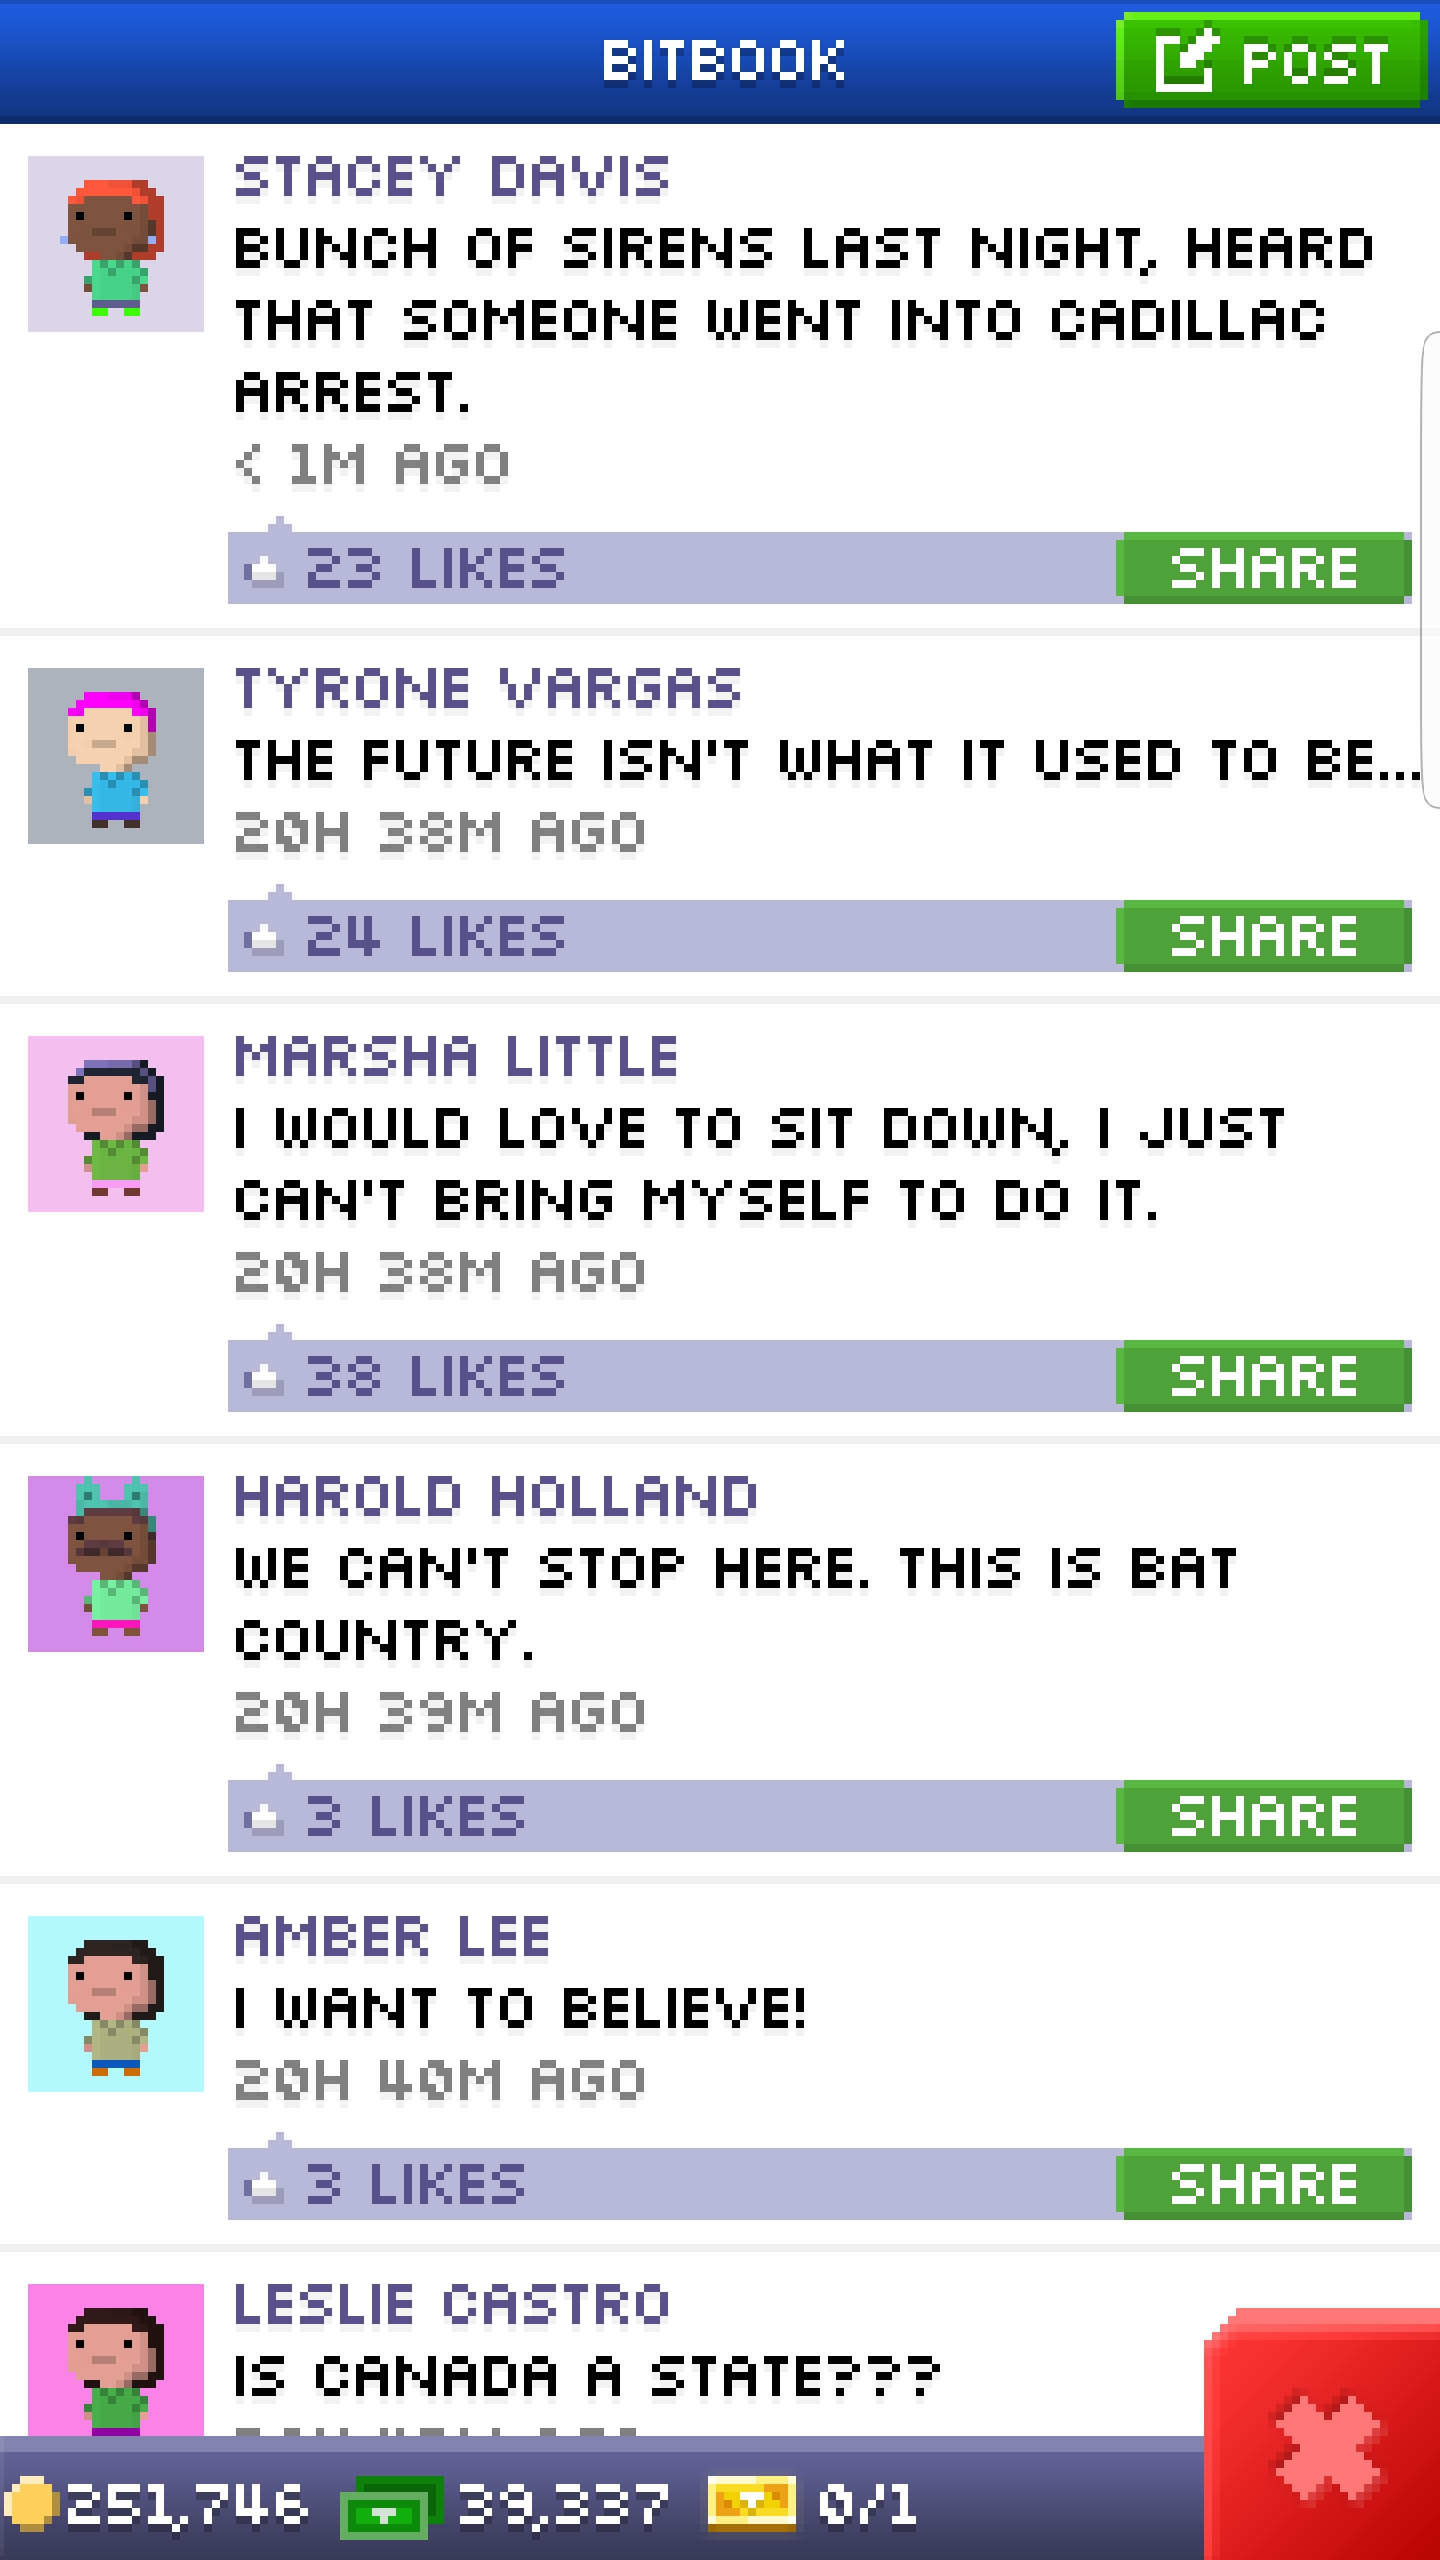 BITBOOK
POST
STACEY DAVIS
BUNCH OF SIRENS LAST NIGHT, HEARD
THAT SOMEONE WENT INTO CADILLAC
ARREST.
< 1M AGO
23 LIKES
SHARE
TYRONE VARGAS
THE FUTURE ISN'T WHAT IT USED TO BE...
20H 38M AGO
24 LIKES
SHARE
MARSHA LITTLE
I WOULD LOVE TO SIT DOWN, I JUST
CAN'T BRING MYSELF TO DO IT.
20H 38M AGO
38 LIKES
SHARE
HAROLD HOLLAND
WE CAN'T STOP HERE. THIS IS BAT
COUNTRY.
20H 39M AGO
3 LIKES
SHARE
AMBER LEE
I WANT TO BELIEVE!
20H 40M AGO
3 LIKES
SHARE
LESLIE CASTRO
IS CANADA A STATE???
251,746
39,337
0/1